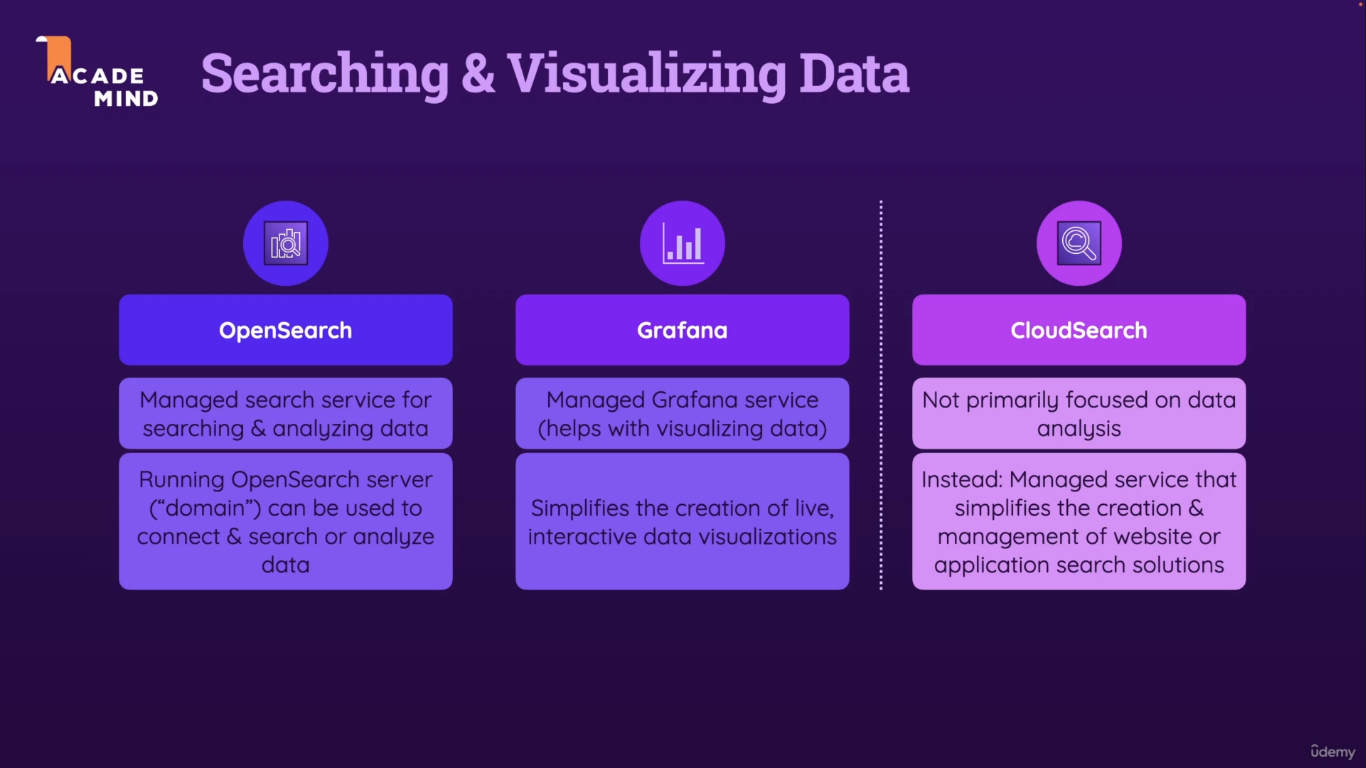 ACADE
MIND
Searching & Visualizing Data
OpenSearch
Managed search service for
searching & analyzing data
Running OpenSearch server
(“domain”) can be used to
connect & search or analyze
data
Grafana
Managed Grafana service
(helps with visualizing data)
Simplifies the creation of live,
interactive data visualizations
CloudSearch
Not primarily focused on data
analysis
Instead: Managed service that
simplifies the creation &
management of website or
application search solutions
udemy